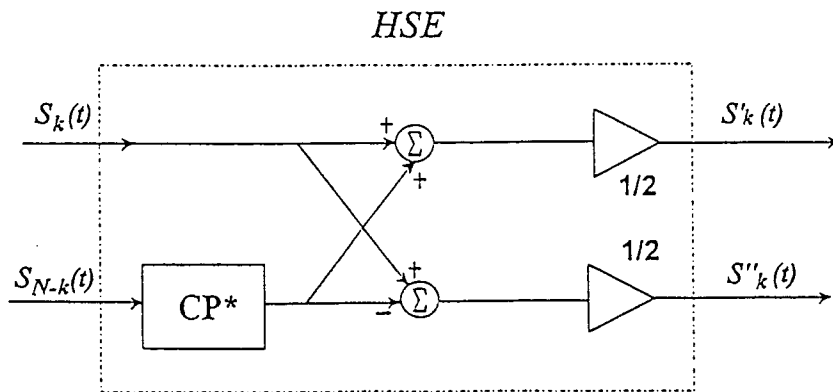 HSE
S_k(t)
+
Σ
+
1/2
S'_k(t)
S_{N-k}(t)
CP*
+
−
Σ
1/2
S''_k(t)